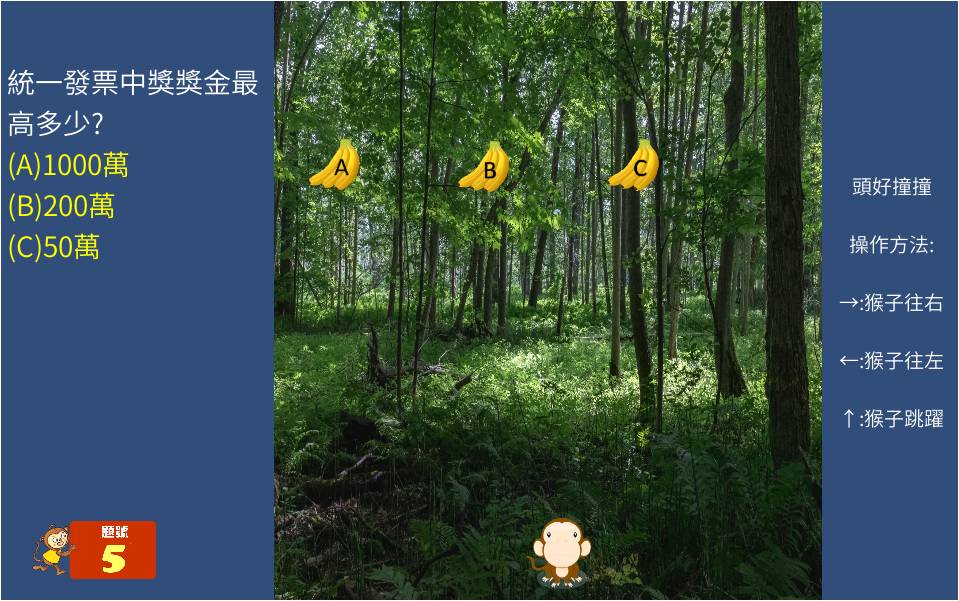 統一發票中獎獎金最
高多少?
(A)1000萬
(B)200萬
(C)50萬
A
B
C
頭好撞撞
操作方法:
→:猴子往右
←:猴子往左
↑:猴子跳躍
題號
5